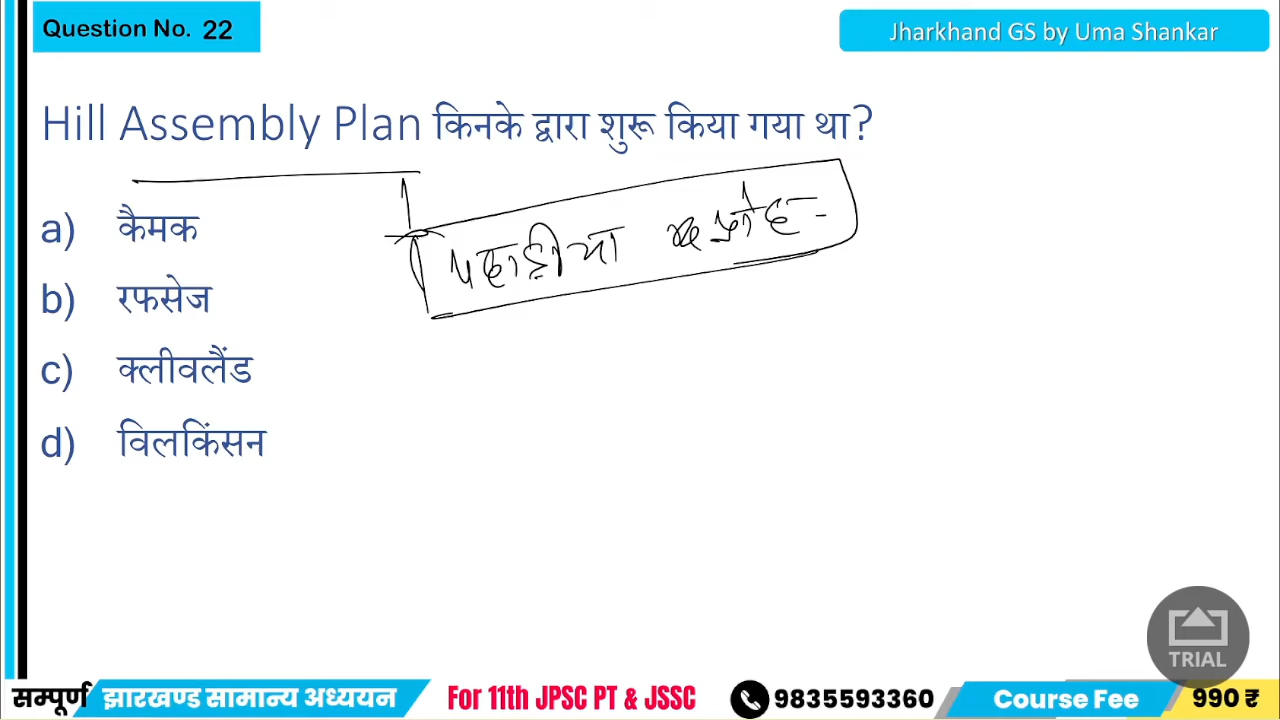 Question No. 22
Jharkhand GS by Uma Shankar
Hill Assembly Plan किनके द्वारा शुरू किया गया था?
पहाड़ीया
a) कैमक
b) रफसेज
c) क्लीवलैंड
d) विलकिंसन
TRIAL
सम्पूर्ण झारखण्ड सामान्य अध्ययन For 11th JPSC PT & JSSC 9835593360 Course Fee 990 ₹